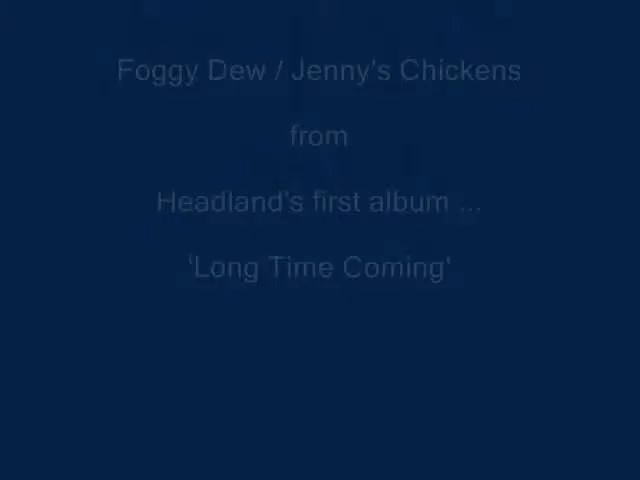 Foggy Dew / Jenny's Chickens
from
Headland's first album ...
'Long Time Coming'